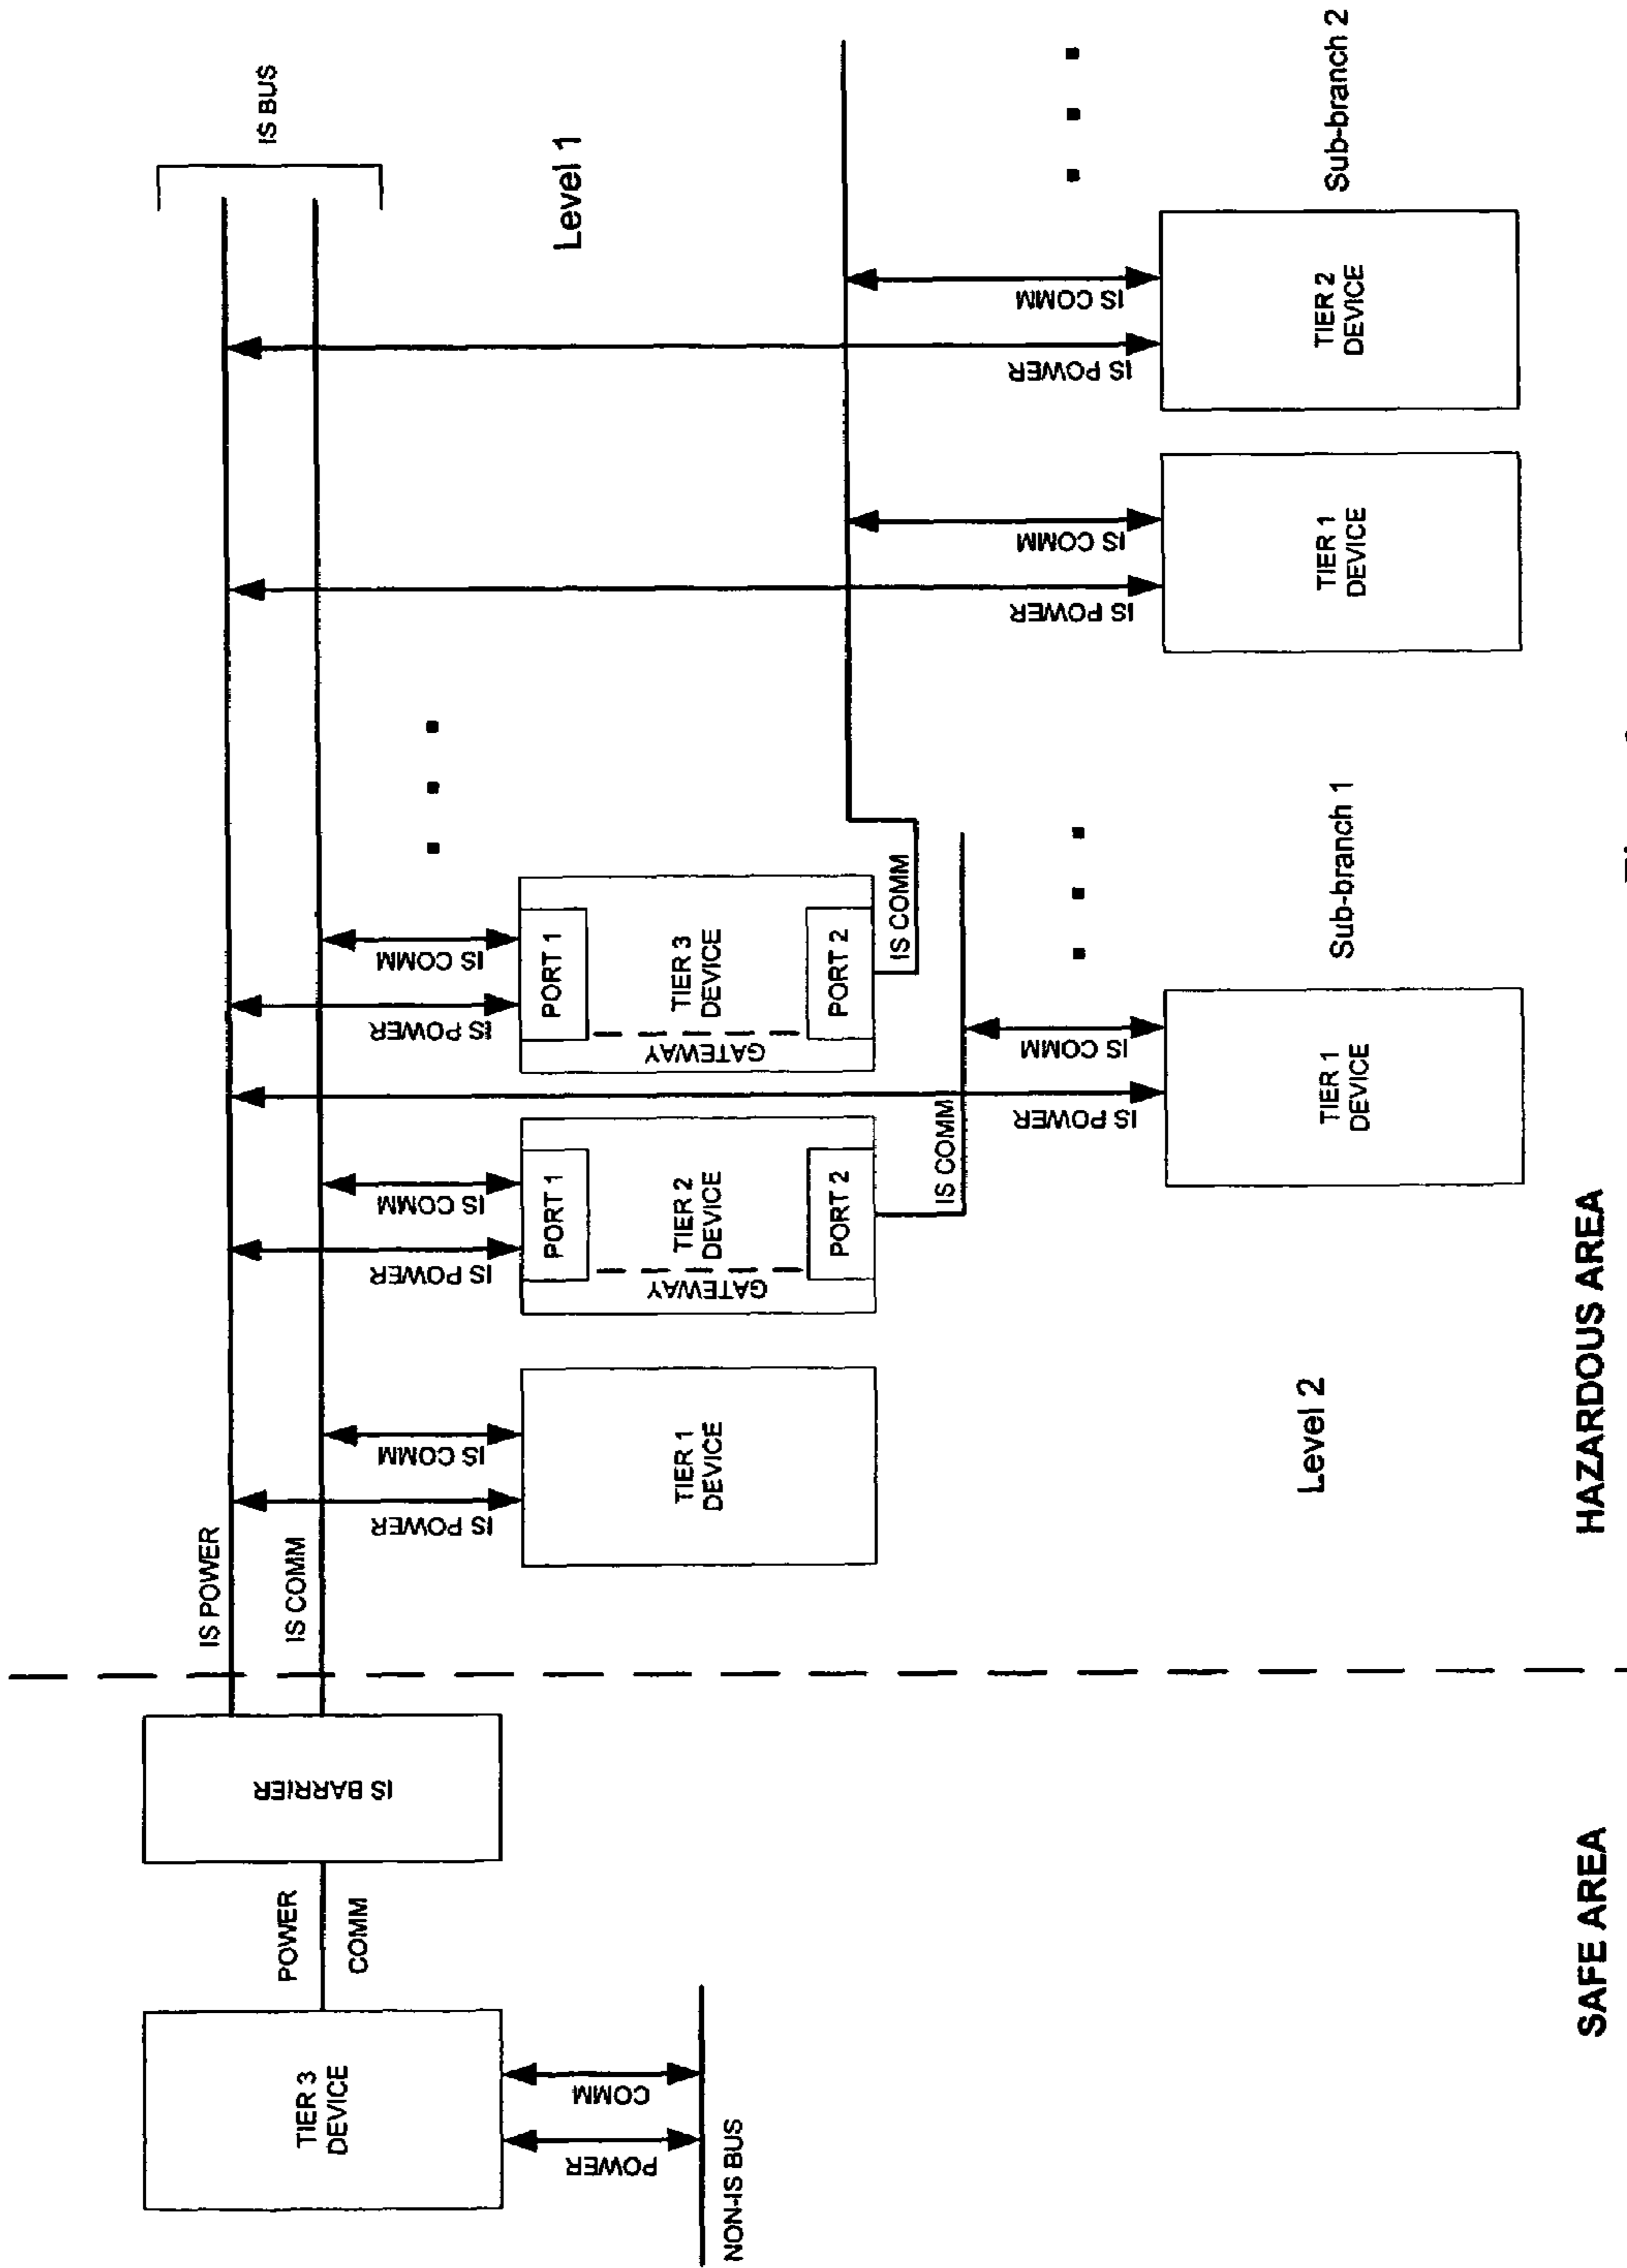 TIER 3
DEVICE
POWER
COMM
NON-IS BUS
POWER
COMM
IS BARRIER
IS POWER
IS COMM
IS BUS
Level 1
IS POWER
IS COMM
TIER 1
DEVICE
IS POWER
IS COMM
PORT 1
TIER 2
DEVICE
GATEWAY
PORT 2
IS COMM
IS POWER
IS COMM
PORT 1
TIER 3
DEVICE
GATEWAY
PORT 2
IS COMM
Level 2
IS POWER
IS COMM
TIER 1
DEVICE
Sub-branch 1
IS POWER
IS COMM
TIER 1
DEVICE
IS POWER
IS COMM
TIER 2
DEVICE
Sub-branch 2
SAFE AREA
HAZARDOUS AREA